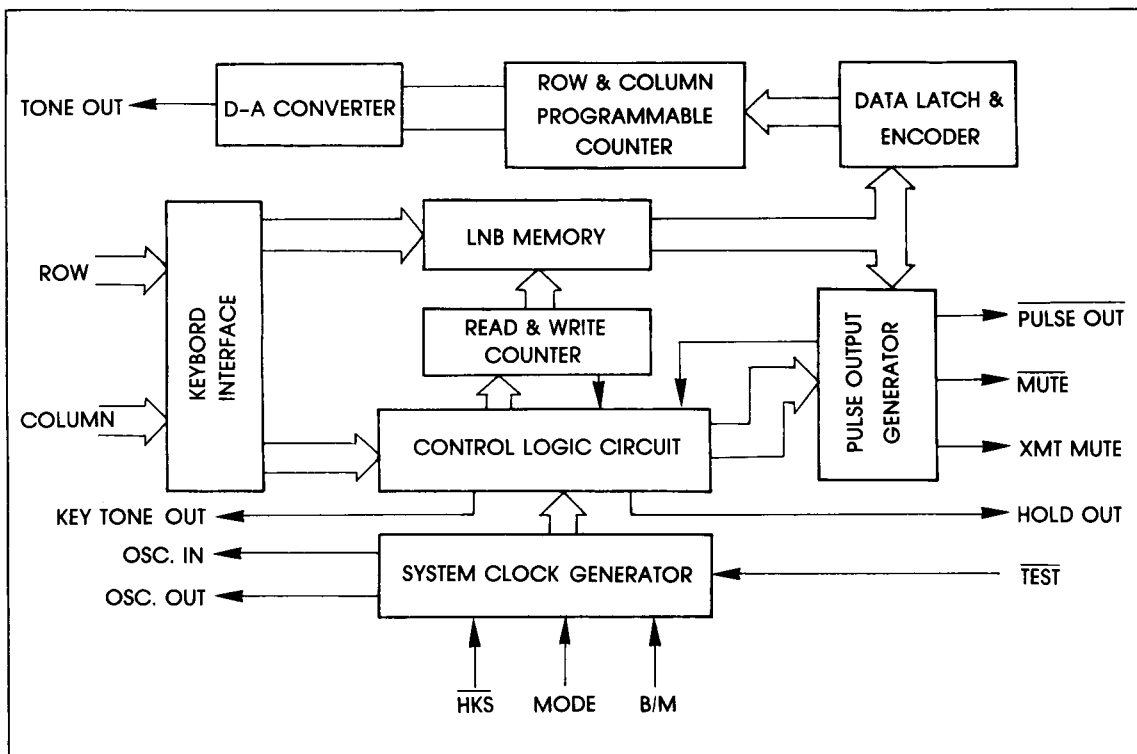 TONE OUT
D-A CONVERTER
ROW & COLUMN
PROGRAMMABLE
COUNTER
DATA LATCH &
ENCODER
ROW
COLUMN
KEYBORD
INTERFACE
LNB MEMORY
READ & WRITE
COUNTER
CONTROL LOGIC CIRCUIT
PULSE OUTPUT
GENERATOR
PULSE OUT
MUTE
XMT MUTE
KEY TONE OUT
HOLD OUT
OSC. IN
OSC. OUT
SYSTEM CLOCK GENERATOR
TEST
HKS
MODE
B/M